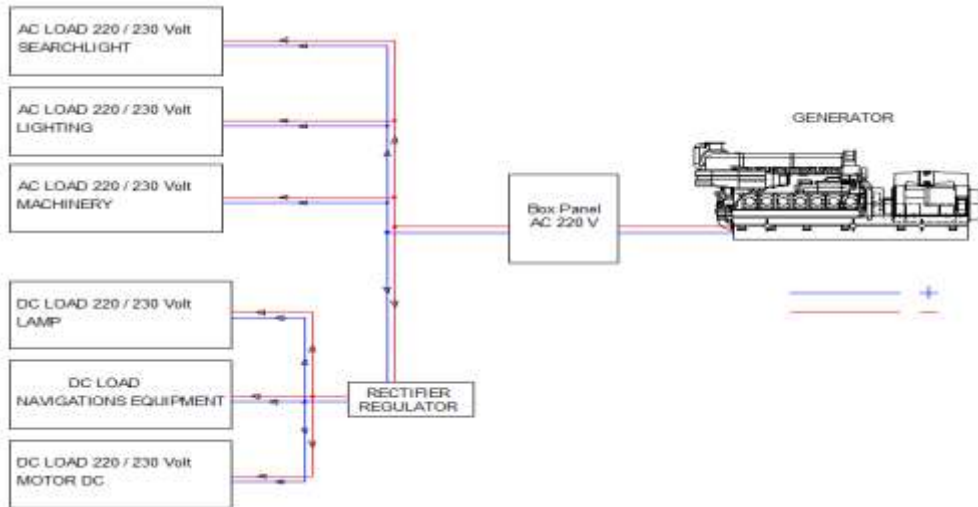 AC LOAD 220 / 230 Volt
SEARCHLIGHT
AC LOAD 220 / 230 Volt
LIGHTING
AC LOAD 220 / 230 Volt
MACHINERY
GENERATOR
Box Panel
AC 220 V
+
−
DC LOAD 220 / 230 Volt
LAMP
DC LOAD
NAVIGATIONS EQUIPMENT
RECTIFIER
REGULATOR
DC LOAD 220 / 230 Volt
MOTOR DC